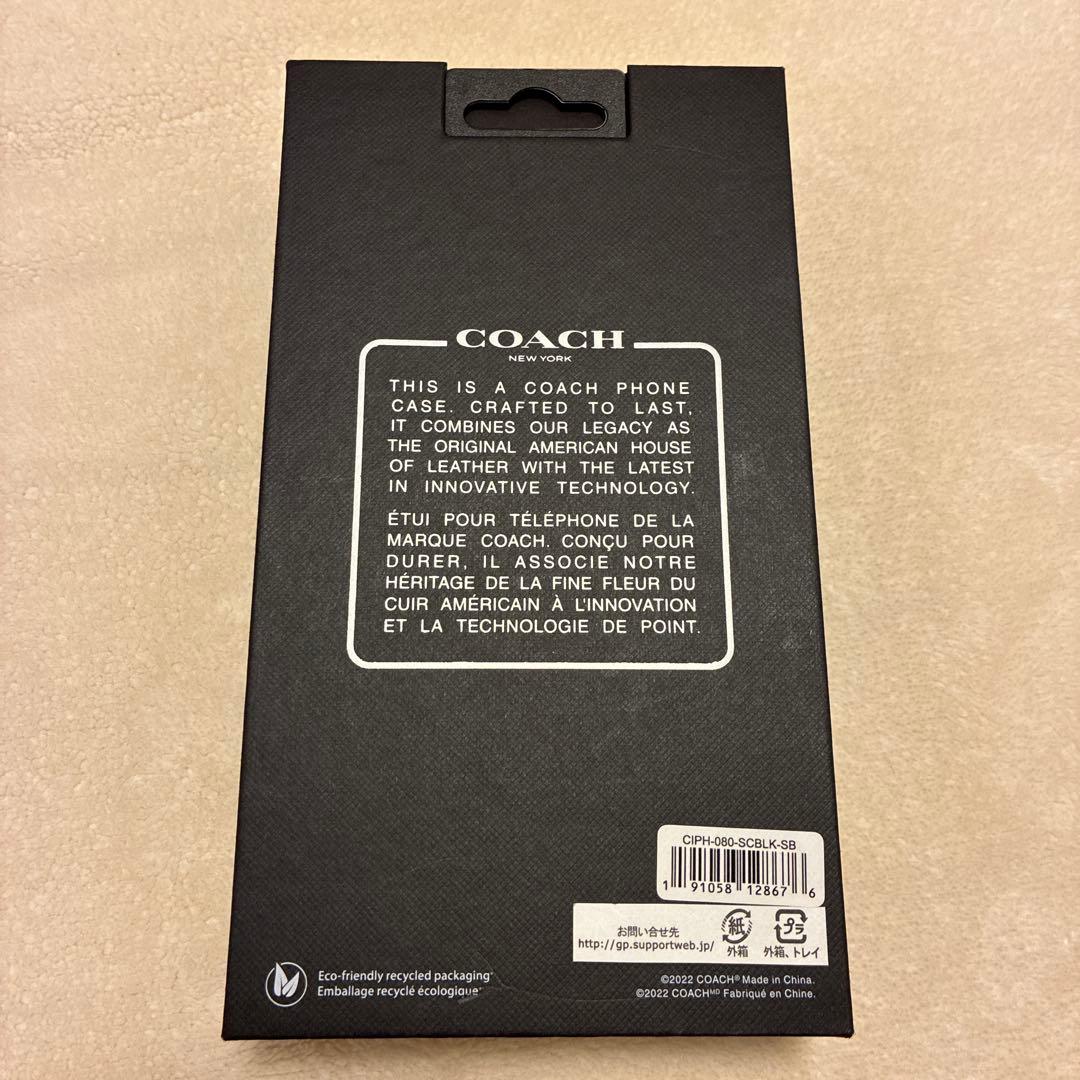 COACH
NEW YORK
THIS IS A COACH PHONE
CASE. CRAFTED TO LAST,
IT COMBINES OUR LEGACY AS
THE ORIGINAL AMERICAN HOUSE
OF LEATHER WITH THE LATEST
IN INNOVATIVE TECHNOLOGY.
ÉTUI POUR TÉLÉPHONE DE LA
MARQUE COACH. CONÇU POUR
DURER, IL ASSOCIE NOTRE
HÉRITAGE DE LA FINE FLEUR DU
CUIR AMÉRICAIN À L'INNOVATION
ET LA TECHNOLOGIE DE POINT.
CIPH-080-SCBLK-SB
1 91058 12867 6
お問い合せ先
http://gp.supportweb.jp/
紙
外箱
プラ
外箱、トレイ
Eco-friendly recycled packaging*
Emballage recyclé écologique*
©2022 COACH® Made in China.
©2022 COACHMD Fabriqué en Chine.